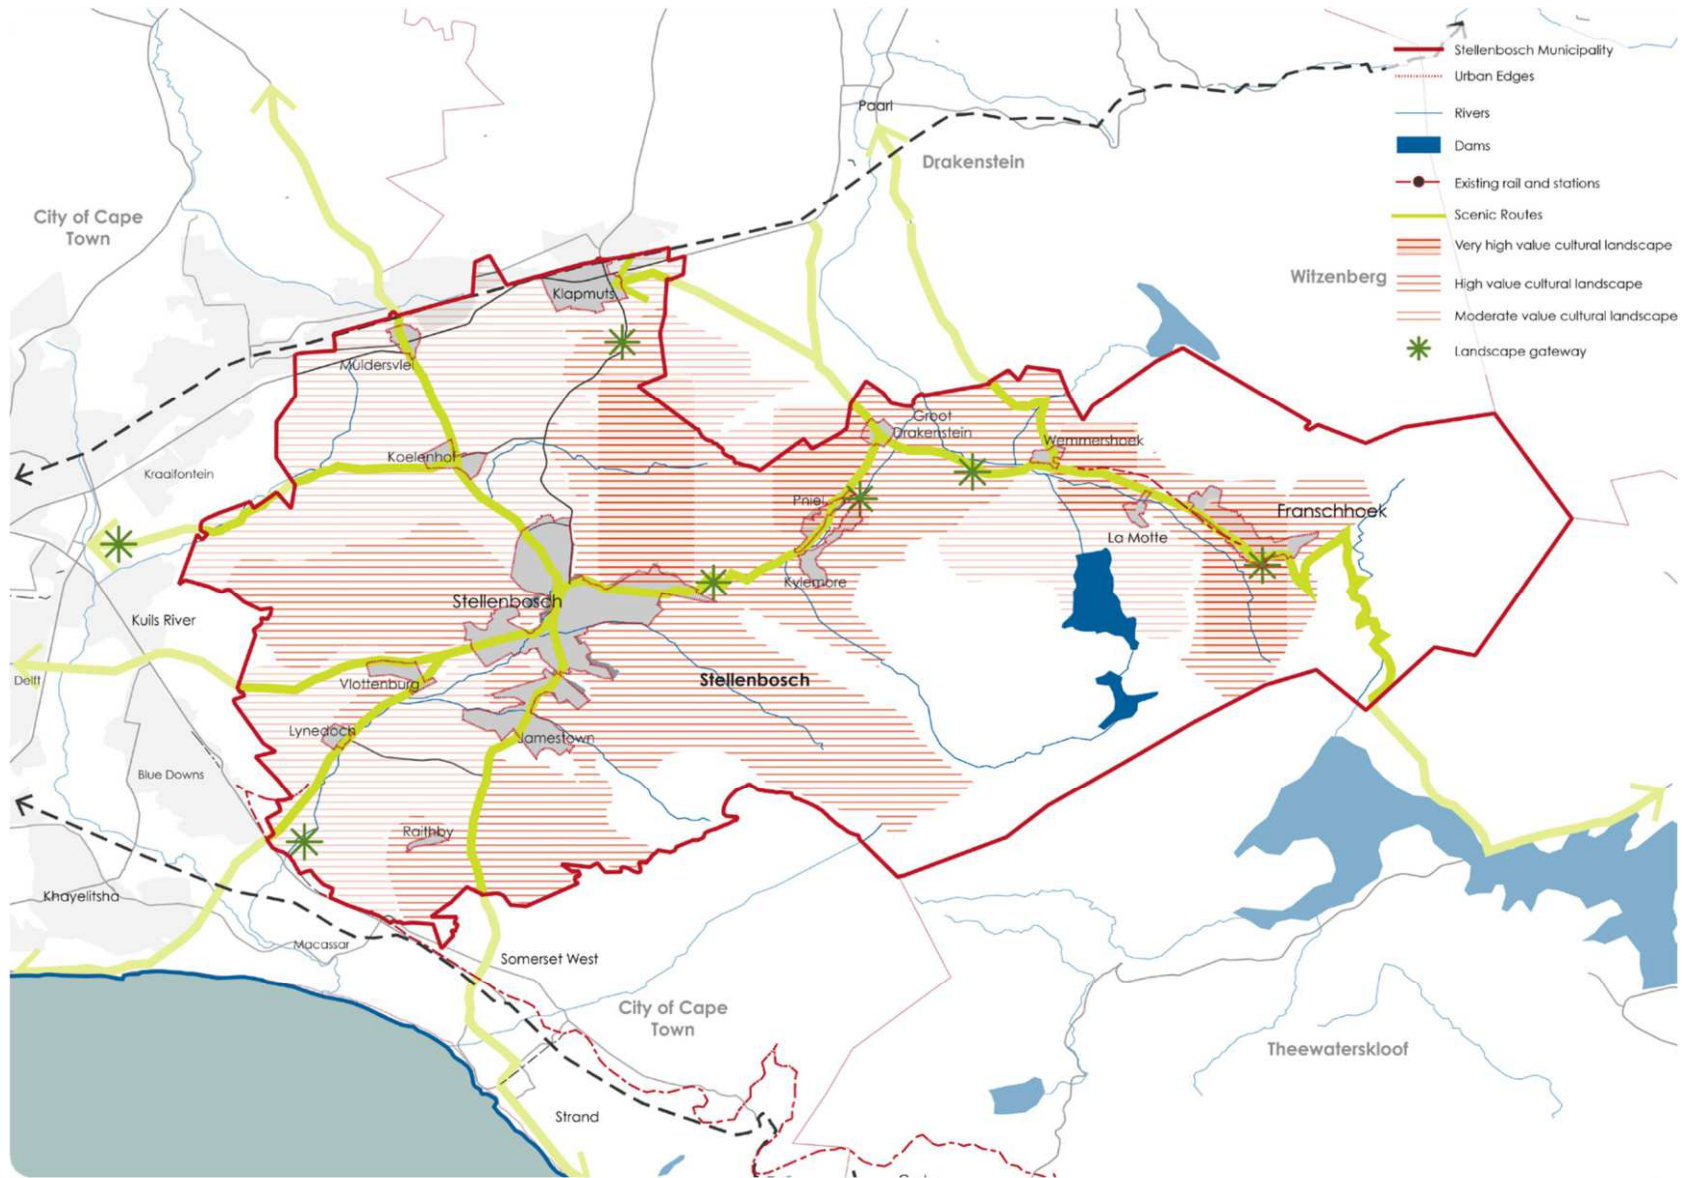 Stellenbosch Municipality
Urban Edges
Rivers
Dams
Existing rail and stations
Scenic Routes
Very high value cultural landscape
High value cultural landscape
Moderate value cultural landscape
Landscape gateway
Paarl
Drakenstein
City of Cape
Town
Witzenberg
Klapmuts
Muldersvlei
Groot
Drakenstein
Wemmershoek
Koelenhof
Kraaifontein
Pniel
Franschhoek
La Motte
Kylemore
Stellenbosch
Kuils River
Delft
Vlottenburg
Stellenbosch
Lynedoch
Jamestown
Blue Downs
Raithby
Khayelitsha
Macassar
Somerset West
City of Cape
Town
Theewaterskloof
Strand